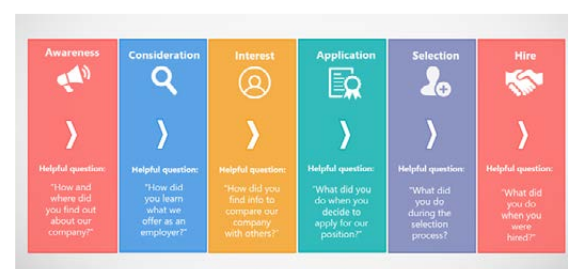 Awareness
Helpful question:
"How and
where did
you find out
about our
company?"
Consideration
Helpful question:
"How did
you learn
what we
offer as an
employer?"
Interest
Helpful question:
"How did you
find info to
compare our
company
with others?"
Application
Helpful question:
"What did you
do when you
decide to
apply for our
position?"
Selection
Helpful question:
"What did
you do
during the
selection
process?
Hire
Helpful question:
"What did
you do
when you
were
hired?"